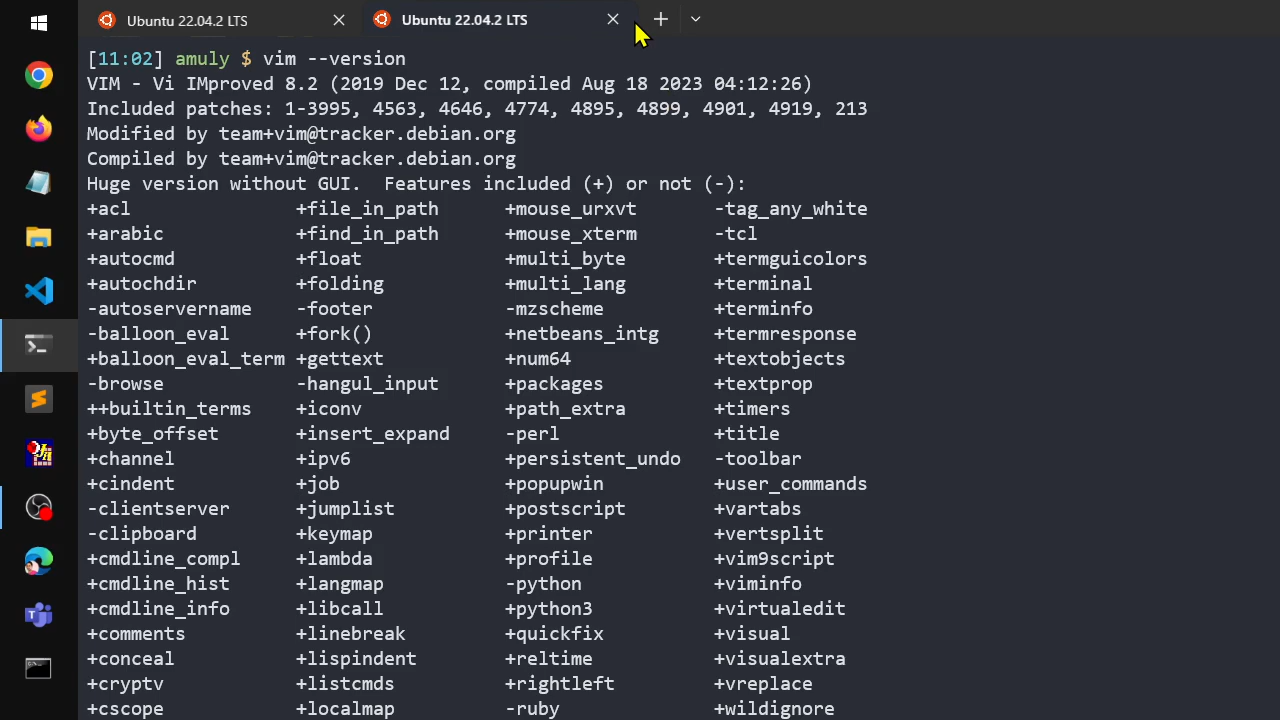 Ubuntu 22.04.2 LTS Ubuntu 22.04.2 LTS
[11:02] amuly $ vim --version
VIM - Vi IMproved 8.2 (2019 Dec 12, compiled Aug 18 2023 04:12:26)
Included patches: 1-3995, 4563, 4646, 4774, 4895, 4899, 4901, 4919, 213
Modified by team+vim@tracker.debian.org
Compiled by team+vim@tracker.debian.org
Huge version without GUI.  Features included (+) or not (-):
+acl +file_in_path +mouse_urxvt -tag_any_white
+arabic +find_in_path +mouse_xterm -tcl
+autocmd +float +multi_byte +termguicolors
+autochdir +folding +multi_lang +terminal
-autoservername -footer -mzscheme +terminfo
-balloon_eval +fork() +netbeans_intg +termresponse
+balloon_eval_term +gettext +num64 +textobjects
-browse -hangul_input +packages +textprop
++builtin_terms +iconv +path_extra +timers
+byte_offset +insert_expand -perl +title
+channel +ipv6 +persistent_undo -toolbar
+cindent +job +popupwin +user_commands
-clientserver +jumplist +postscript +vartabs
-clipboard +keymap +printer +vertsplit
+cmdline_compl +lambda +profile +vim9script
+cmdline_hist +langmap -python +viminfo
+cmdline_info +libcall +python3 +virtualedit
+comments +linebreak +quickfix +visual
+conceal +lispindent +reltime +visualextra
+cryptv +listcmds +rightleft +vreplace
+cscope +localmap -ruby +wildignore